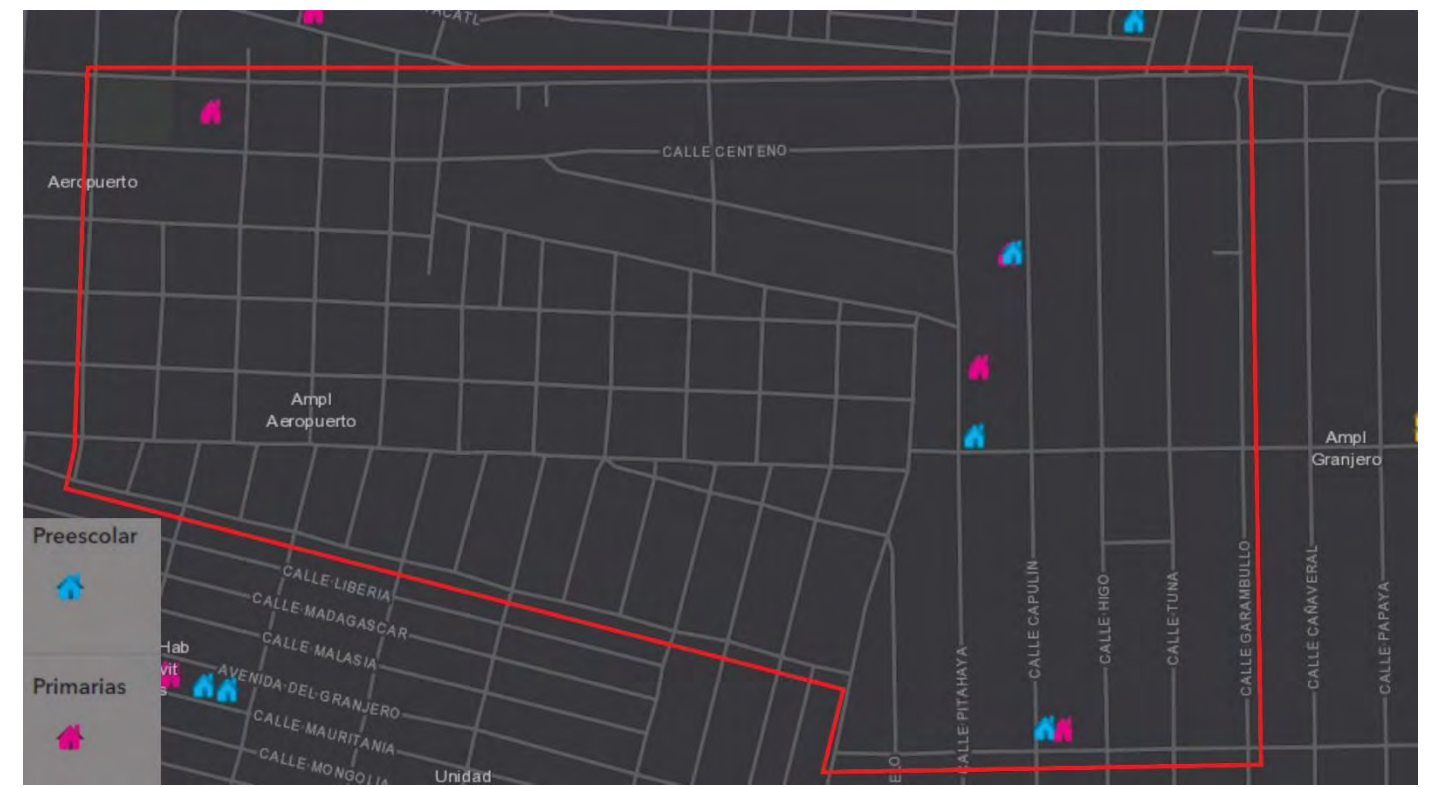 CALLE CENTENO
Aeropuerto
Ampl
Aeropuerto
Ampl
Granjero
Preescolar
CALLE LIBERIA
CALLE MADAGASCAR
CALLE MALASIA
AVENIDA DEL GRANJERO
CALLE MAURITANIA
CALLE MONGOLIA
Primarias
Unidad
CALLE PITAHAYA
CALLE CAPULIN
CALLE HIGO
CALLE TUNA
CALLE GARAMBULLO
CALLE CAÑAVERAL
CALLE PAPAYA